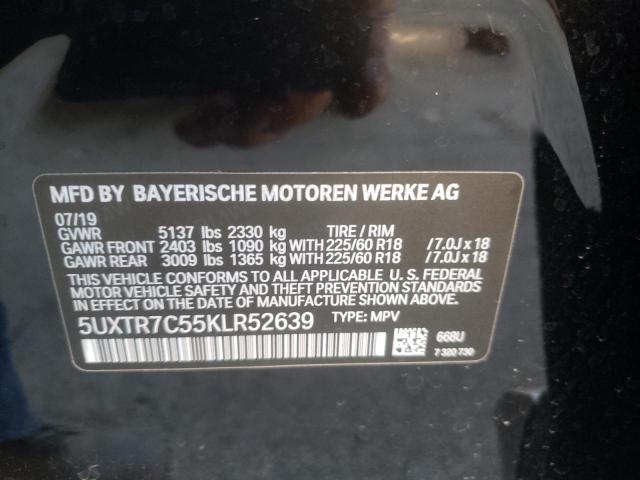 MFD BY BAYERISCHE MOTOREN WERKE AG
07/19
GVWR 5137 lbs 2330 kg TIRE / RIM
GAWR FRONT 2403 lbs 1090 kg WITH 225/60 R18 /7.0J x 18
GAWR REAR 3009 lbs 1365 kg WITH 225/60 R18 /7.0J x 18
THIS VEHICLE CONFORMS TO ALL APPLICABLE U. S. FEDERAL
MOTOR VEHICLE SAFETY AND THEFT PREVENTION
STANDARDS IN EFFECT ON THE DATE OF MANUFACTURE SHOWN ABOVE.
5UXTR7C55KLR52639 TYPE: MPV
668U
7 320 730